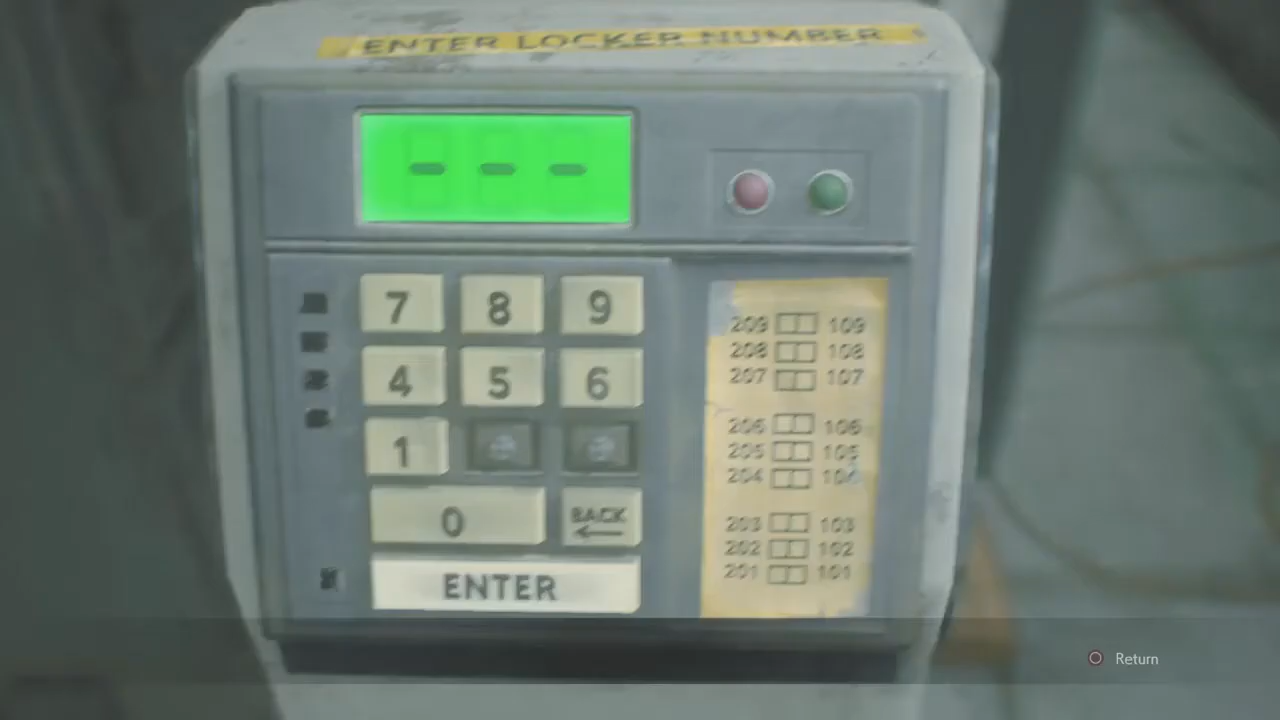 ENTER LOCKER NUMBER
- - -
7 8 9
4 5 6
1
0 BACK
ENTER
209 109
208 108
207 107
206 106
205 105
204 104
203 103
202 102
201 101
Return